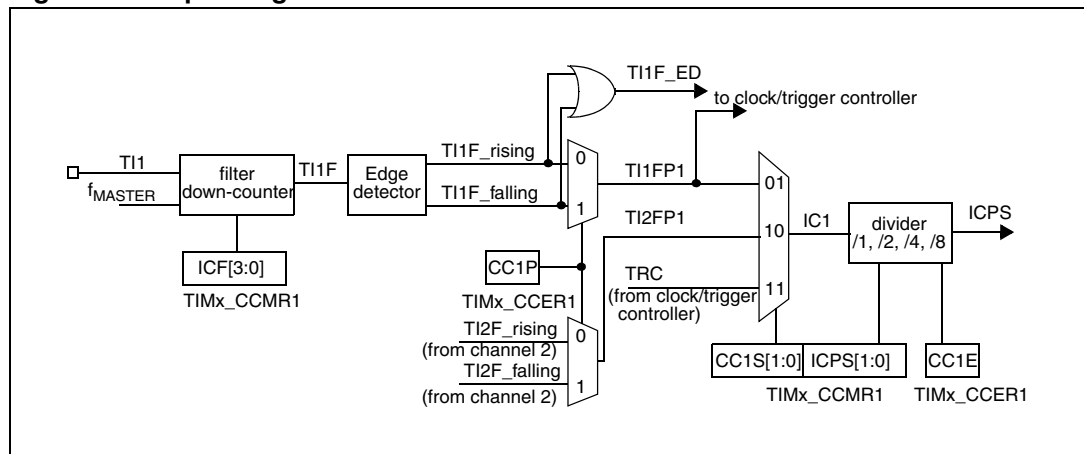 TI1F_ED
to clock/trigger controller
TI1
fMASTER
filter
down-counter
TI1F
Edge
detector
TI1F_rising
TI1F_falling
0
1
TI1FP1
TI2FP1
01
10
11
IC1
divider
/1, /2, /4, /8
ICPS
ICF[3:0]
TIMx_CCMR1
CC1P
TIMx_CCER1
TRC
(from clock/trigger
controller)
TI2F_rising
(from channel 2)
TI2F_falling
(from channel 2)
0
1
CC1S[1:0]
ICPS[1:0]
TIMx_CCMR1
CC1E
TIMx_CCER1